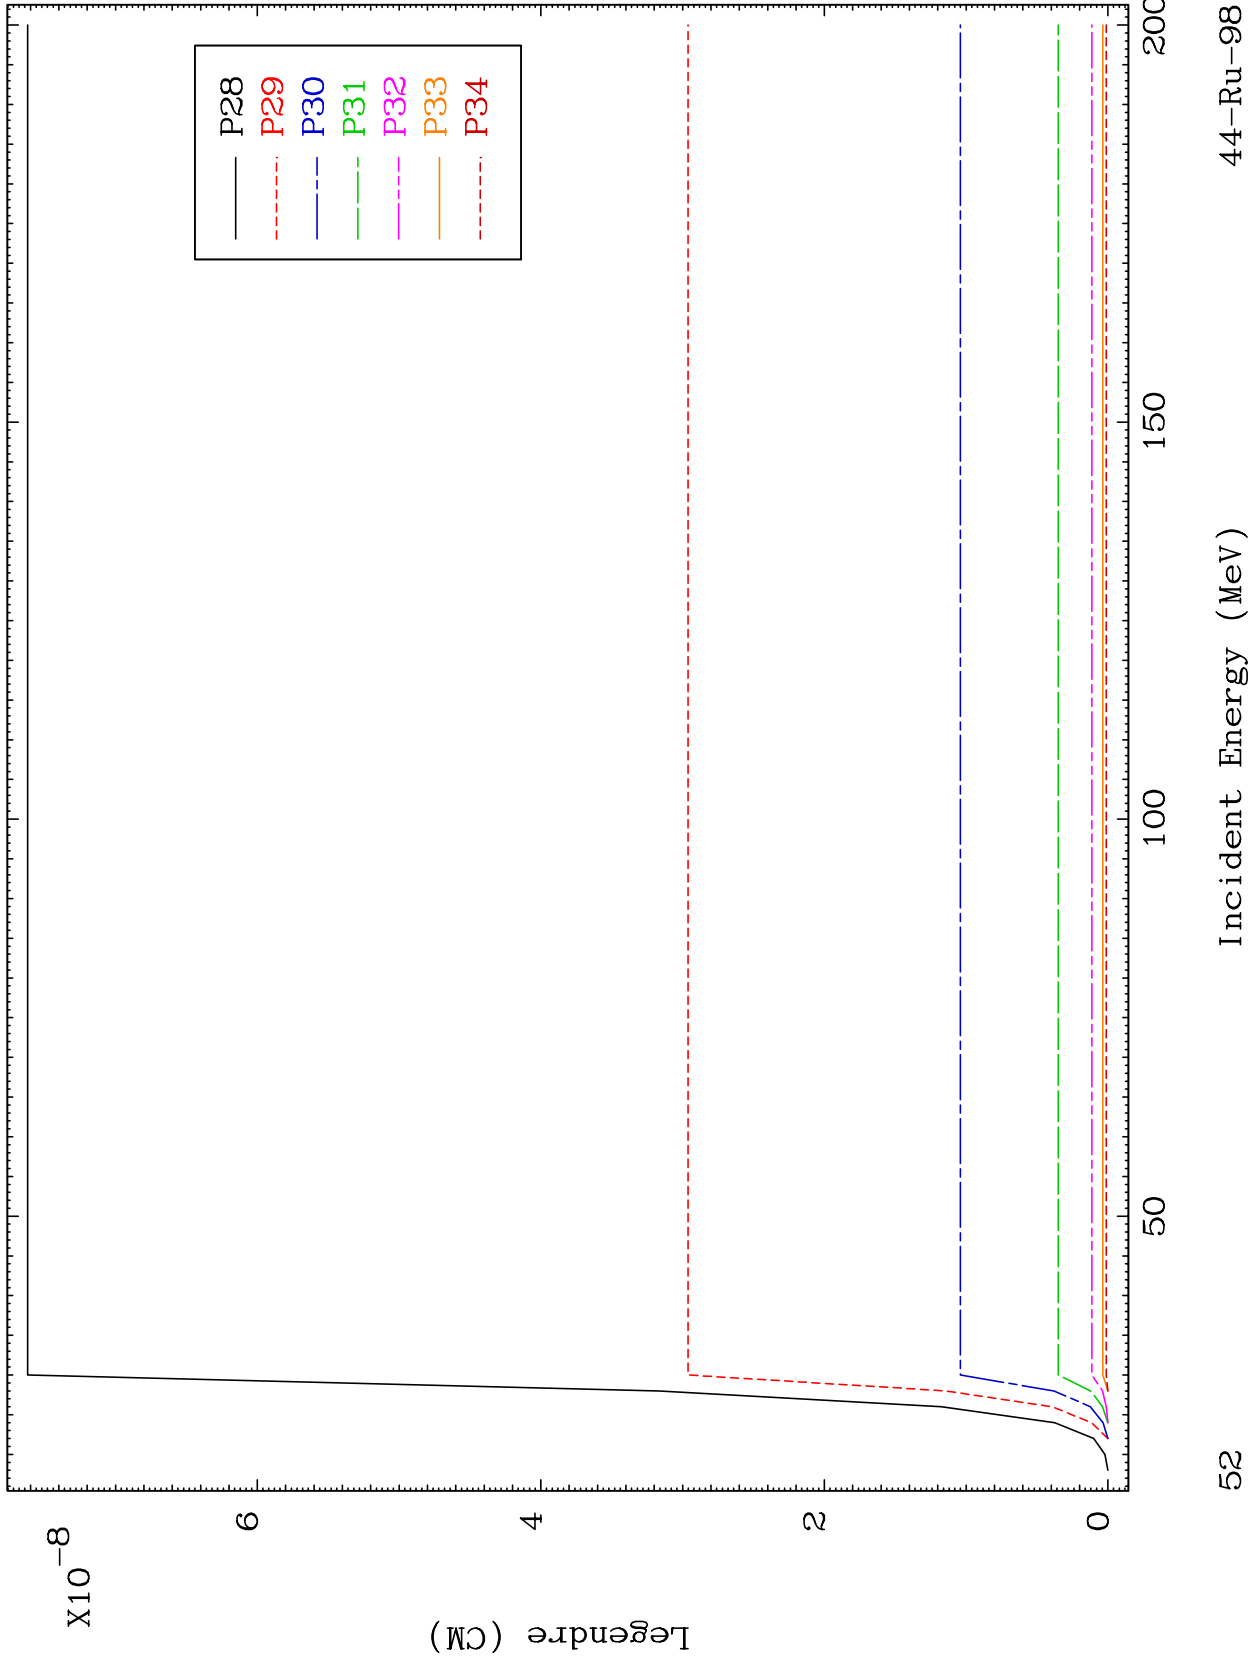 X10-8
6
4
2
0
Legendre (CM)
P28
P29
P30
P31
P32
P33
P34
50
100
150
200
52
Incident Energy (MeV)
44-Ru-98